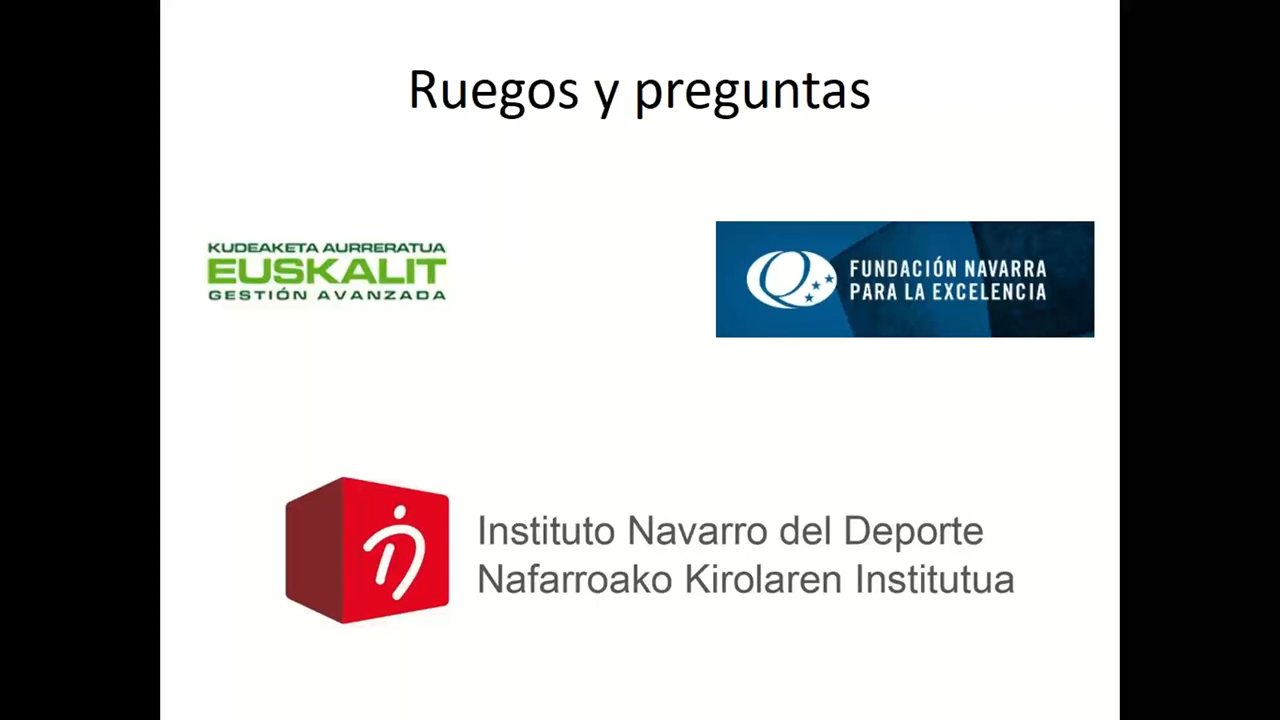 Ruegos y preguntas
KUDEAKETA AURRERATUA
EUSKALIT
GESTIÓN AVANZADA
FUNDACIÓN NAVARRA
PARA LA EXCELENCIA
Instituto Navarro del Deporte
Nafarroako Kirolaren Institutua